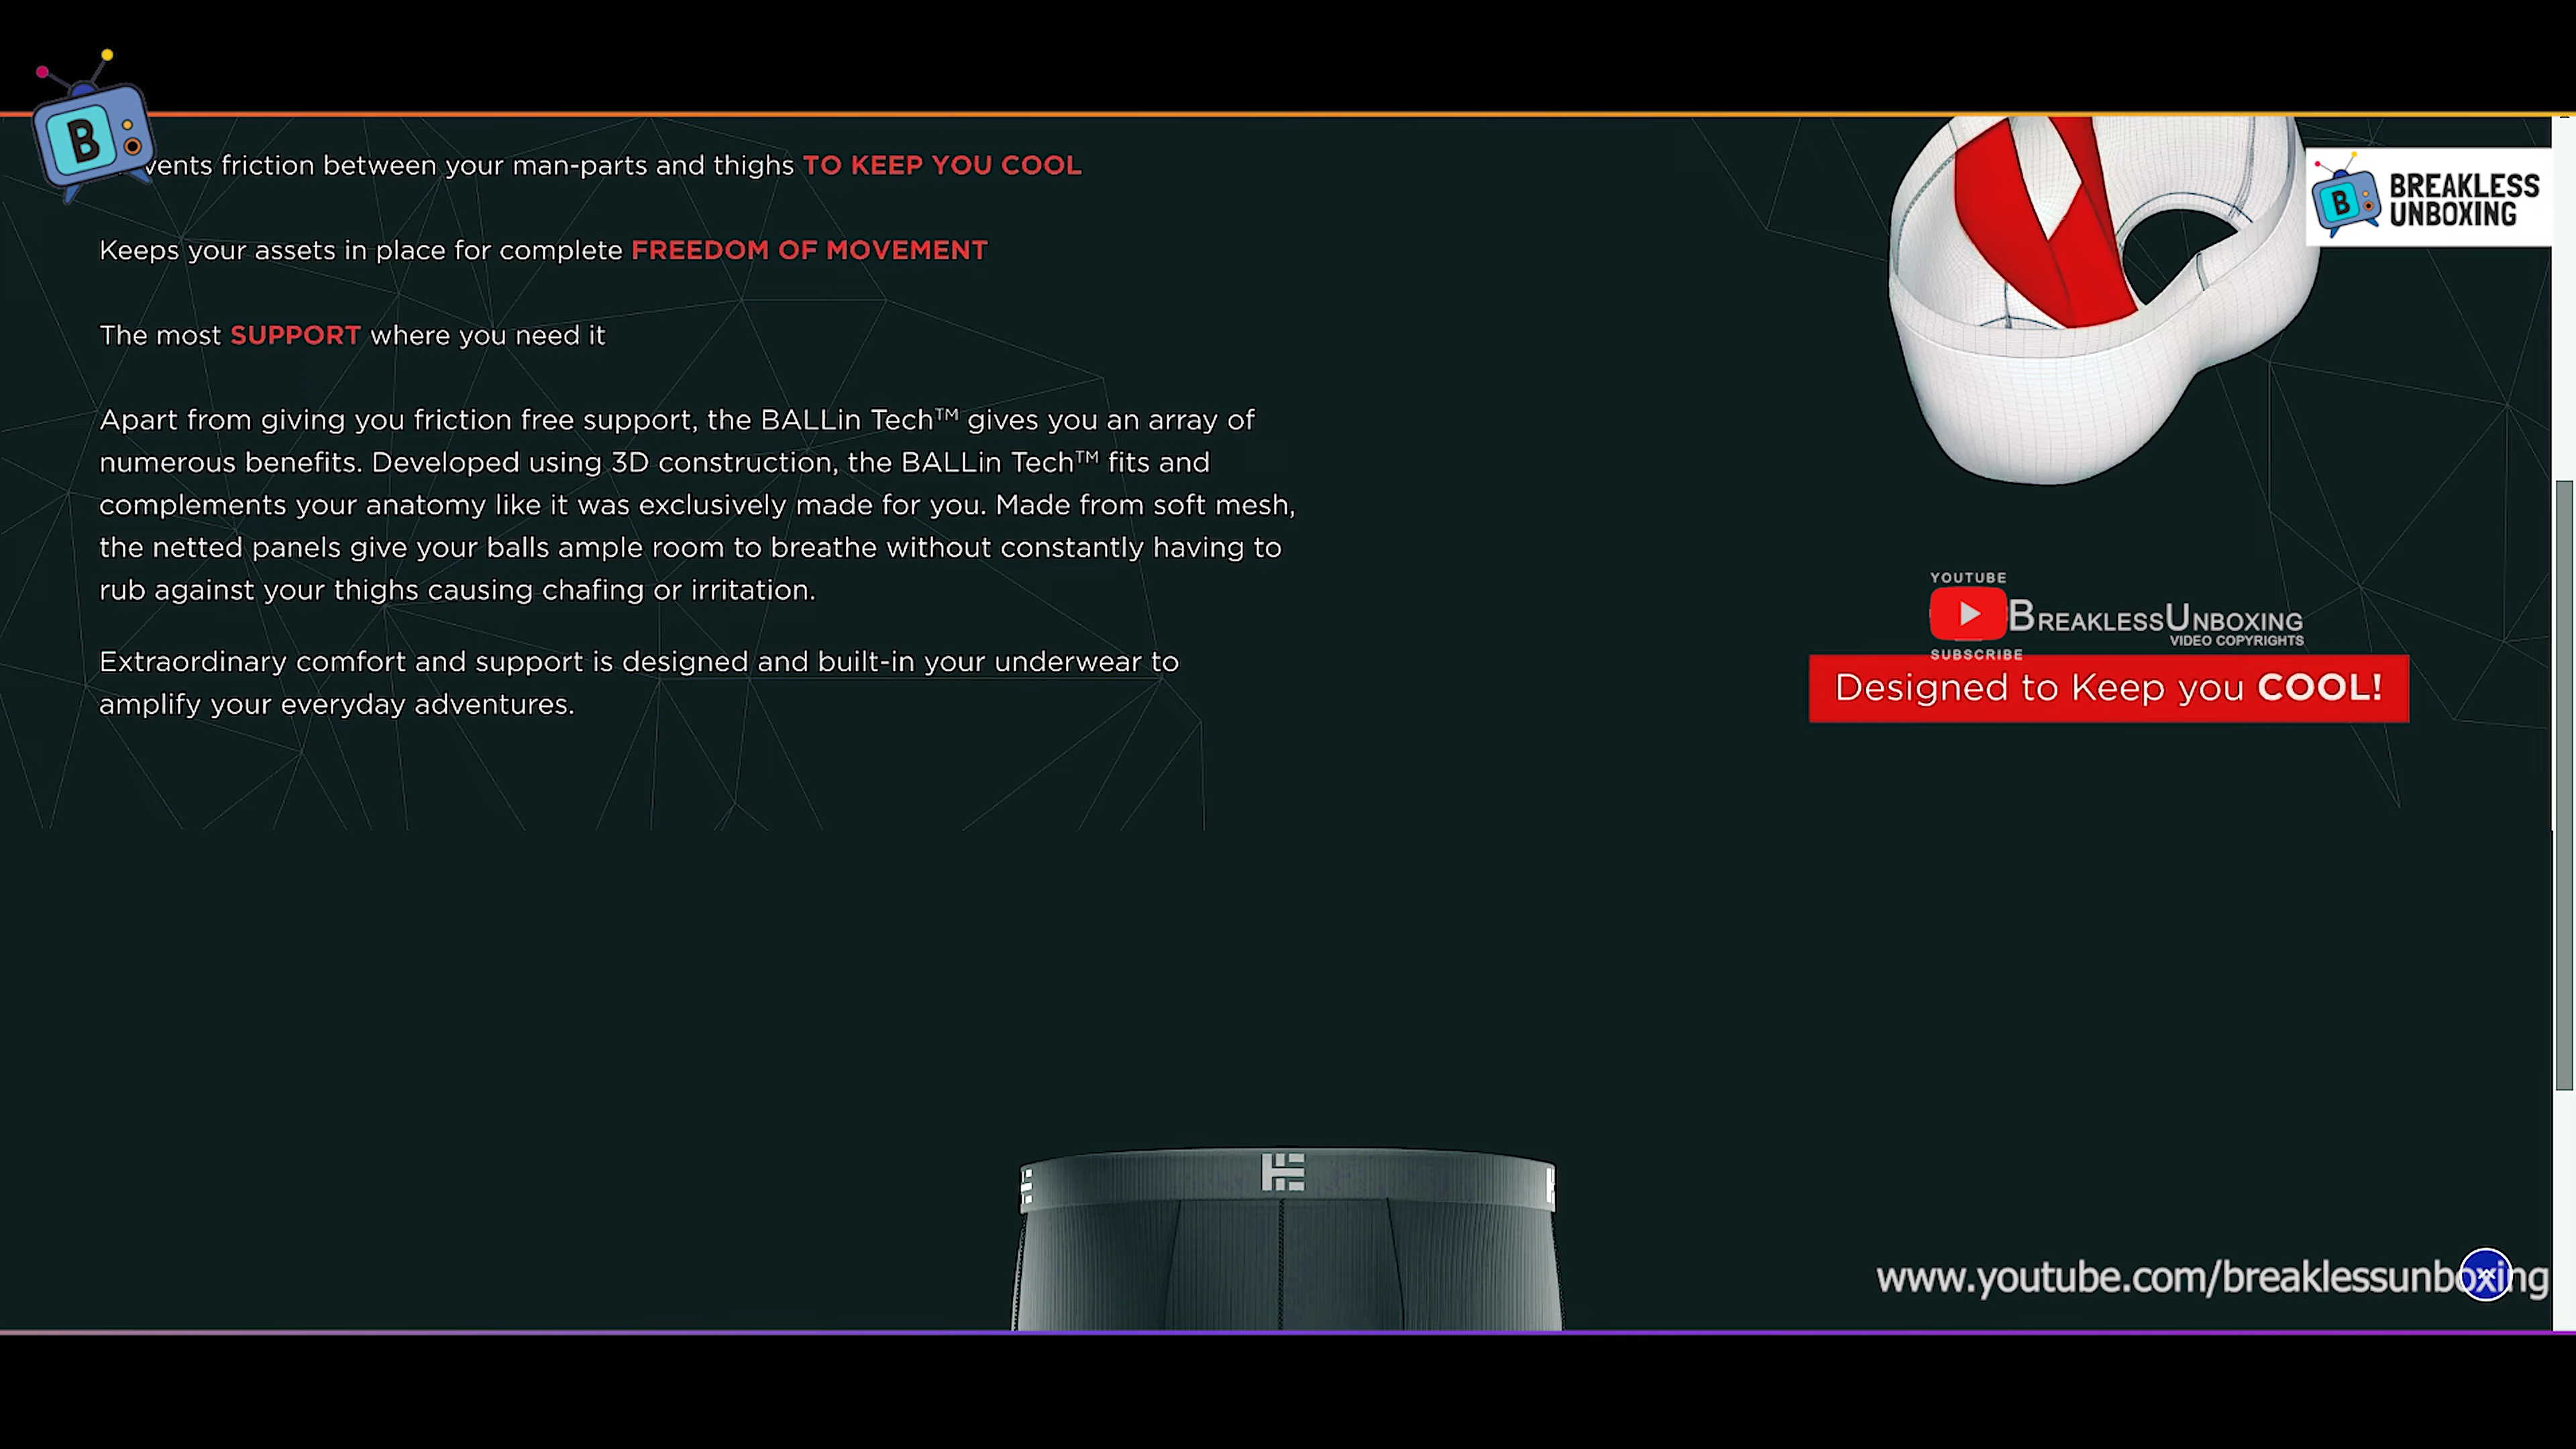 B
vents friction between your man-parts and thighs TO KEEP YOU COOL
B BREAKLESS
UNBOXING
Keeps your assets in place for complete FREEDOM OF MOVEMENT
The most SUPPORT where you need it
Apart from giving you friction free support, the BALLin Tech™ gives you an array of
numerous benefits. Developed using 3D construction, the BALLin Tech™ fits and
complements your anatomy like it was exclusively made for you. Made from soft mesh,
the netted panels give your balls ample room to breathe without constantly having to
rub against your thighs causing chafing or irritation.
Extraordinary comfort and support is designed and built-in your underwear to
amplify your everyday adventures.
YOUTUBE
BREAKLESSUNBOXING
VIDEO COPYRIGHTS
SUBSCRIBE
Designed to Keep you COOL!
www.youtube.com/breaklessunboxing